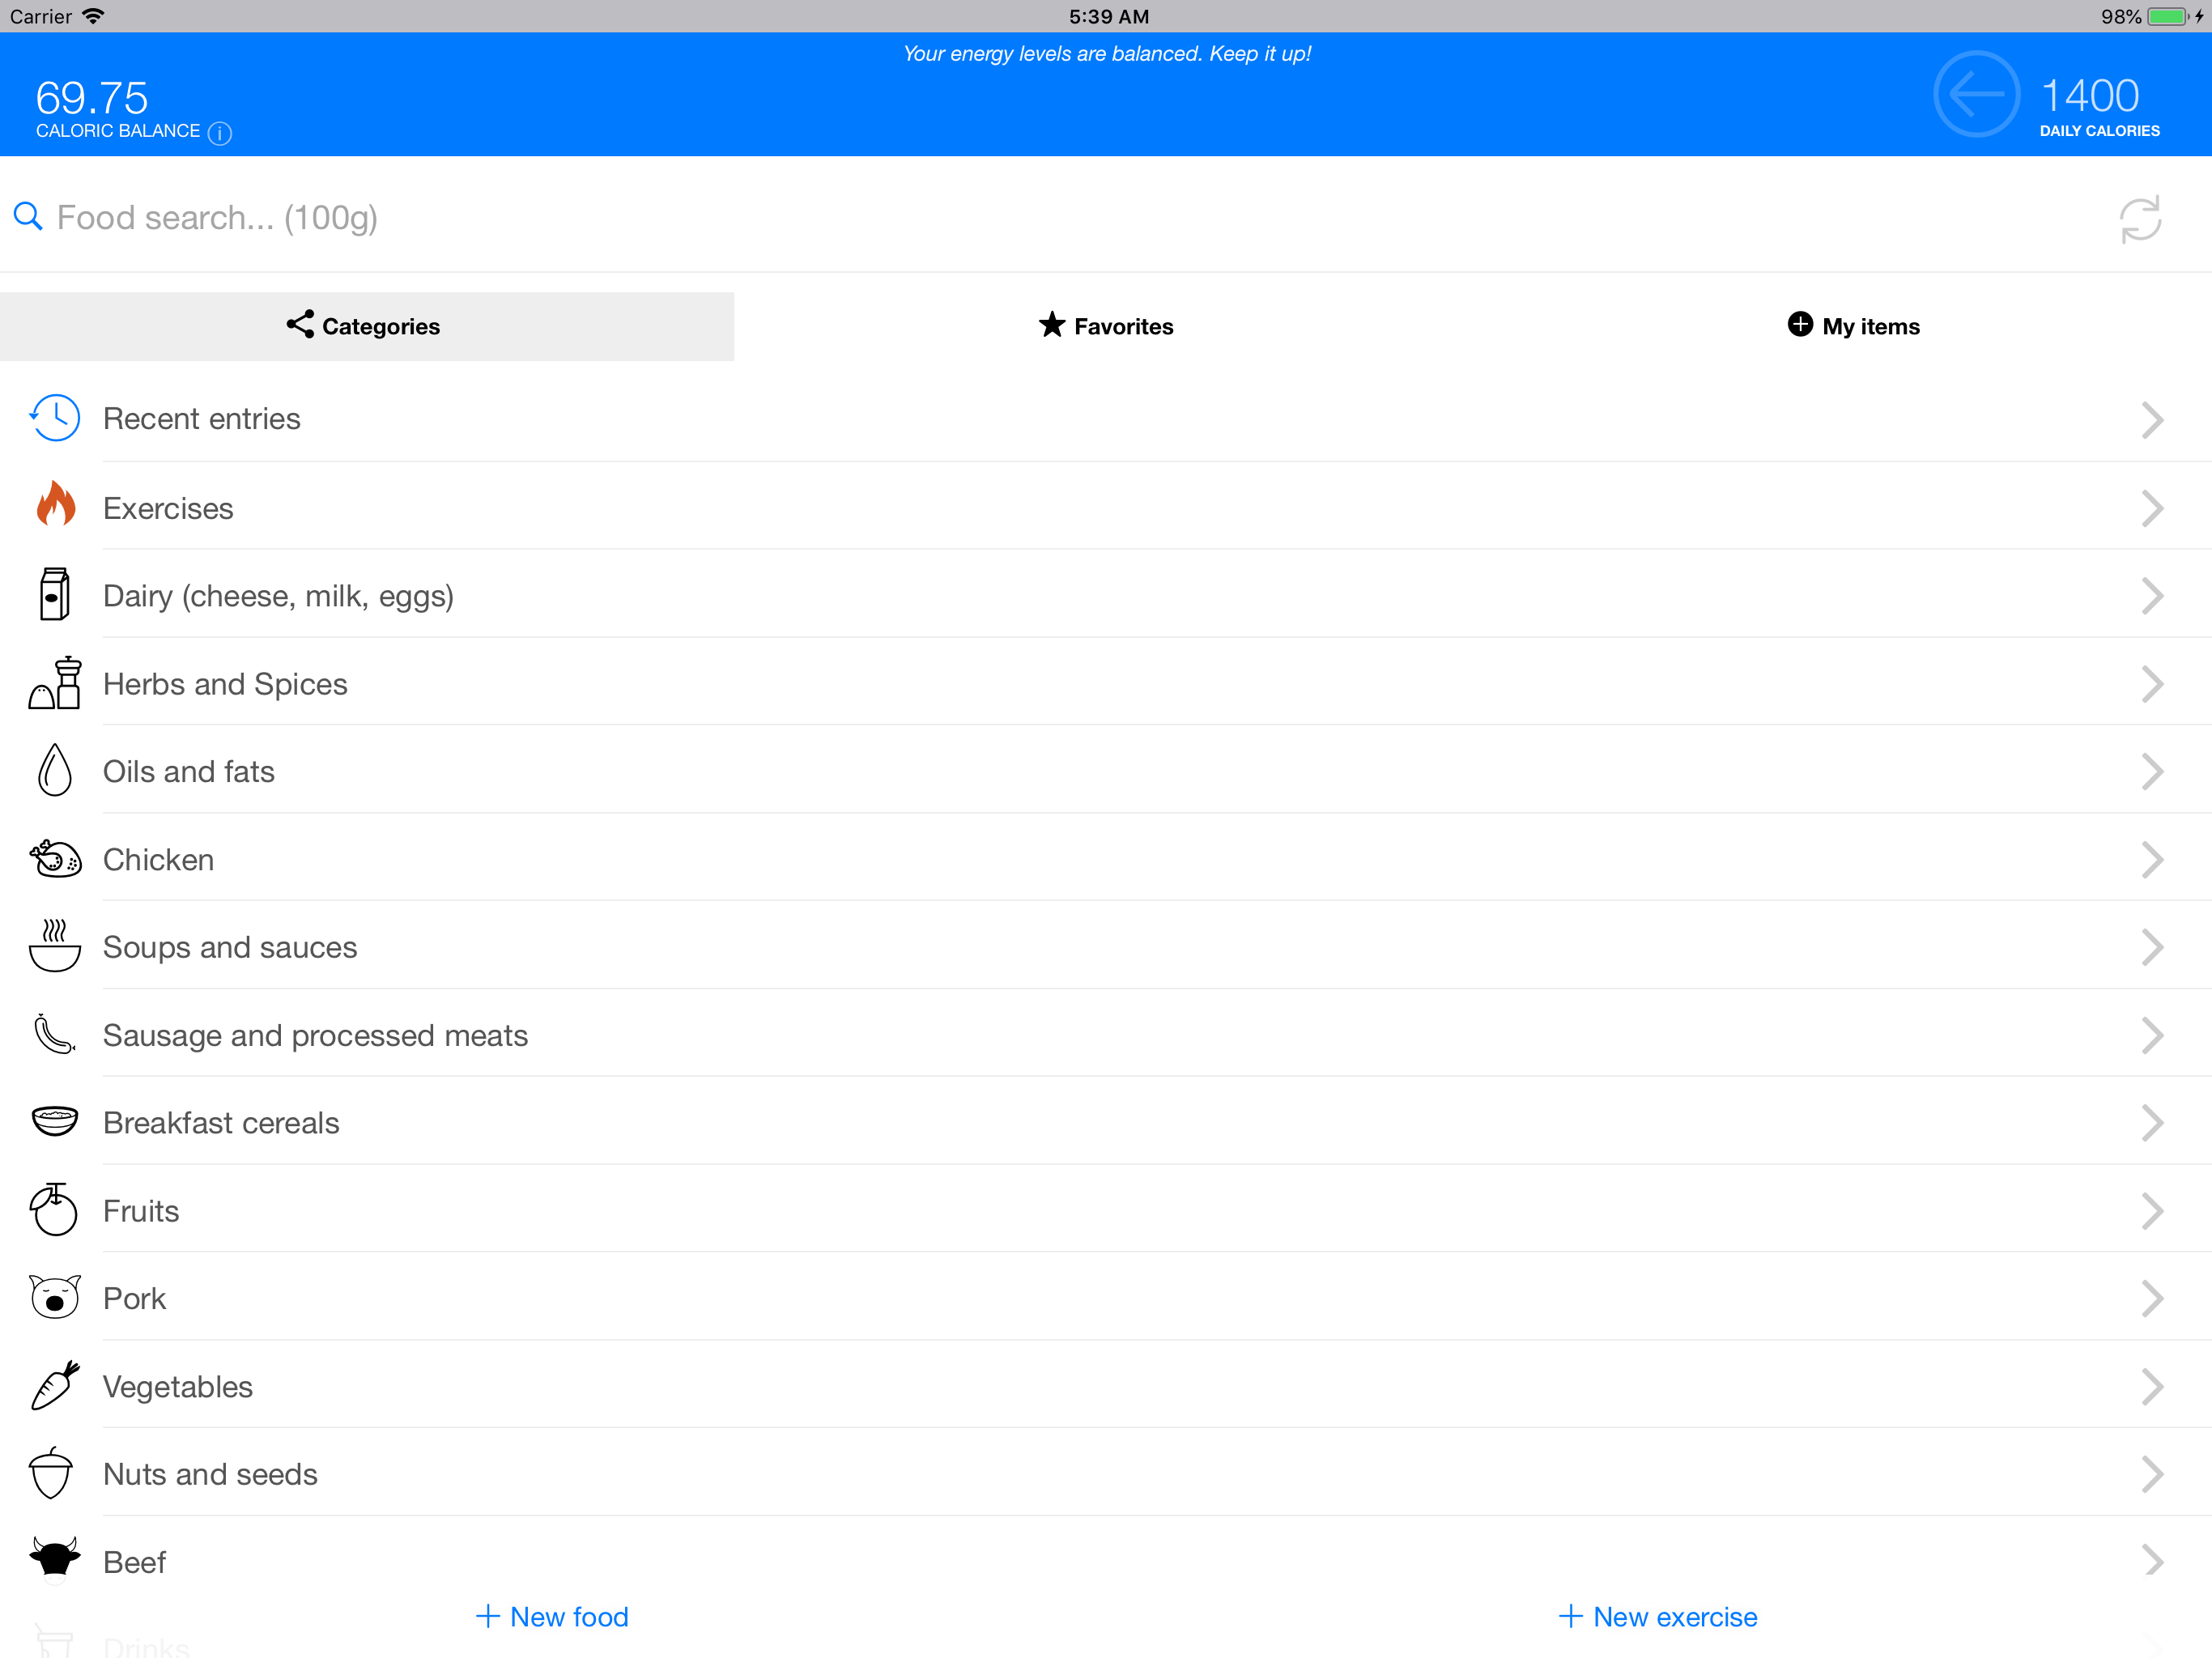 Carrier
5:39 AM
98%
Your energy levels are balanced. Keep it up!
69.75
CALORIC BALANCE
1400
DAILY CALORIES
Food search... (100g)
Categories
Favorites
My items
Recent entries
Exercises
Dairy (cheese, milk, eggs)
Herbs and Spices
Oils and fats
Chicken
Soups and sauces
Sausage and processed meats
Breakfast cereals
Fruits
Pork
Vegetables
Nuts and seeds
Beef
New food
New exercise
Drinks